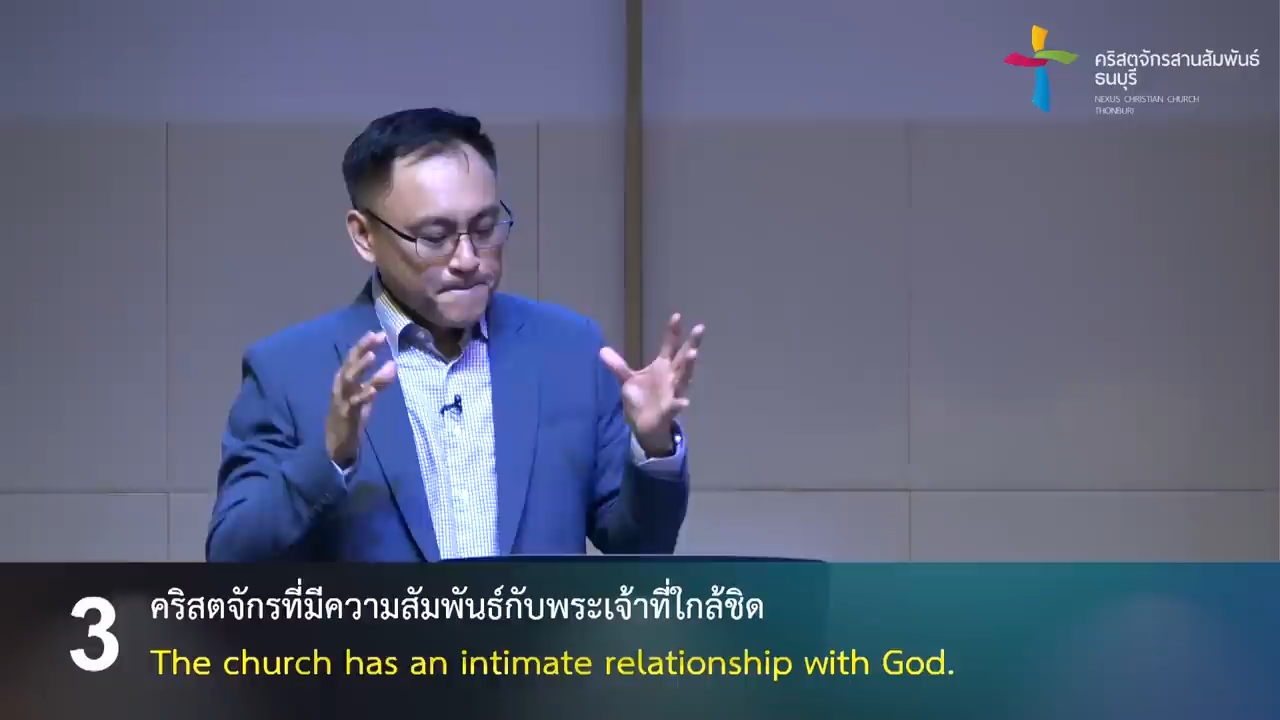 คริสตจักรสานสัมพันธ์
ธนบุรี
NEXUS CHRISTIAN CHURCH
THONBURI
3
คริสตจักรที่มีความสัมพันธ์กับพระเจ้าที่ใกล้ชิด
The church has an intimate relationship with God.